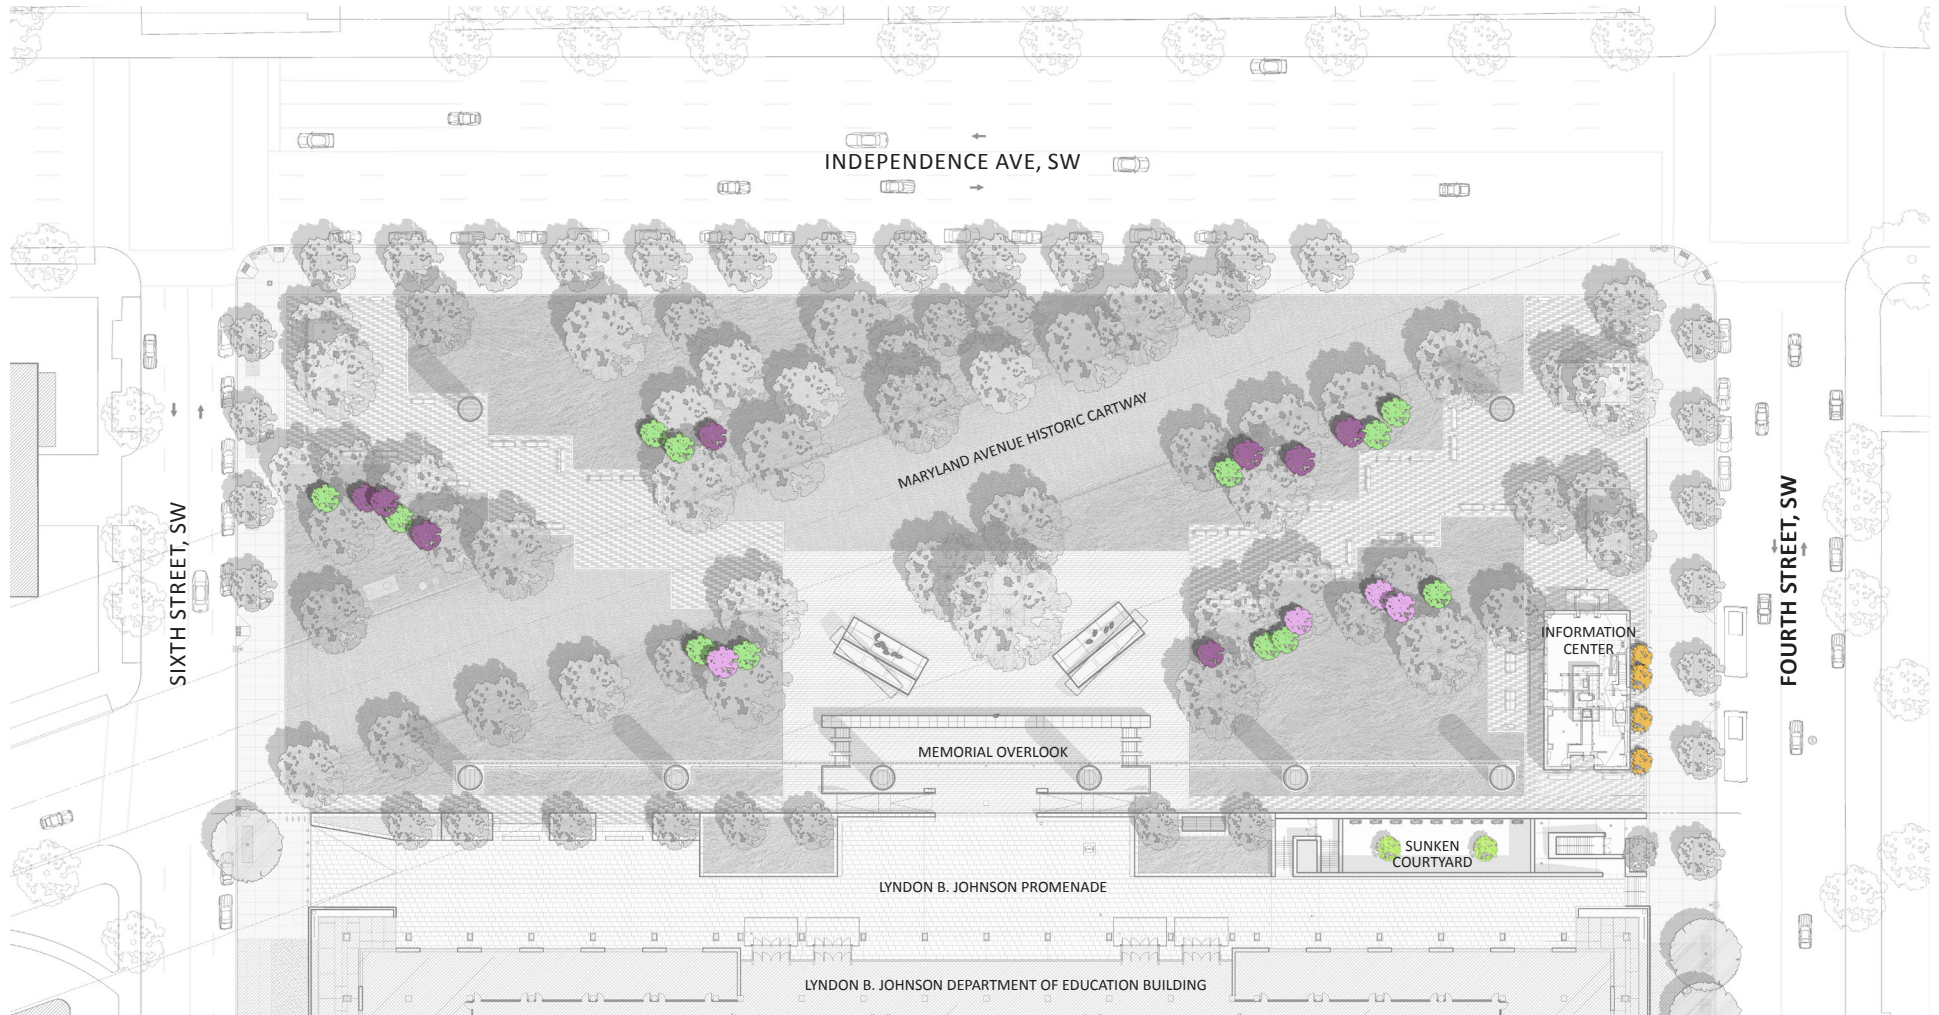 INDEPENDENCE AVE, SW
MARYLAND AVENUE HISTORIC CARTWAY
SIXTH STREET, SW
FOURTH STREET, SW
INFORMATION
CENTER
MEMORIAL OVERLOOK
SUNKEN
COURTYARD
LYNDON B. JOHNSON PROMENADE
LYNDON B. JOHNSON DEPARTMENT OF EDUCATION BUILDING